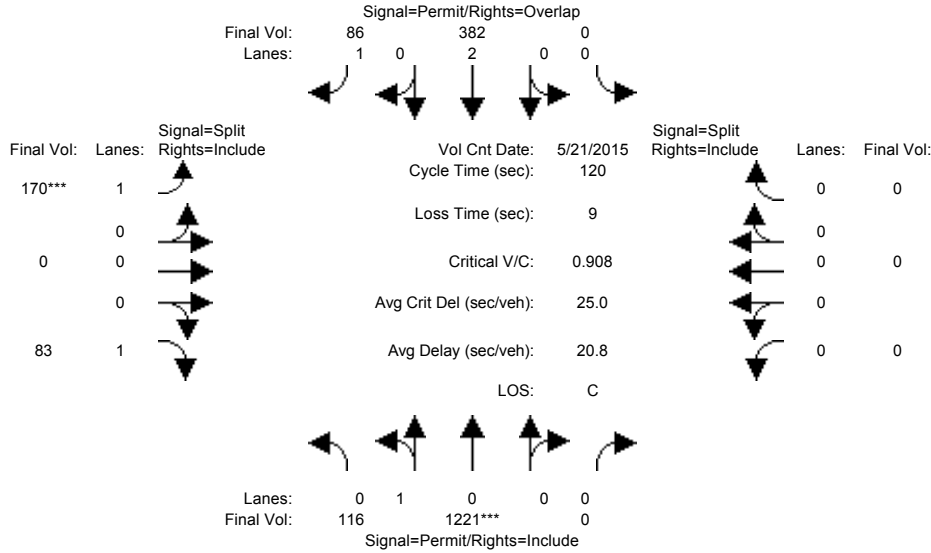 Signal=Permit/Rights=Overlap
Final Vol: 86 382 0
Lanes: 1 0 2 0 0
Signal=Split Signal=Split
Final Vol: Lanes: Rights=Include Vol Cnt Date: 5/21/2015 Rights=Include Lanes: Final Vol:
Cycle Time (sec): 120
170*** 1 0 0
Loss Time (sec): 9
0 0
0 0 Critical V/C: 0.908 0 0
0 Avg Crit Del (sec/veh): 25.0 0
83 1 Avg Delay (sec/veh): 20.8 0 0
LOS: C
Lanes: 0 1 0 0 0
Final Vol: 116 1221*** 0
Signal=Permit/Rights=Include